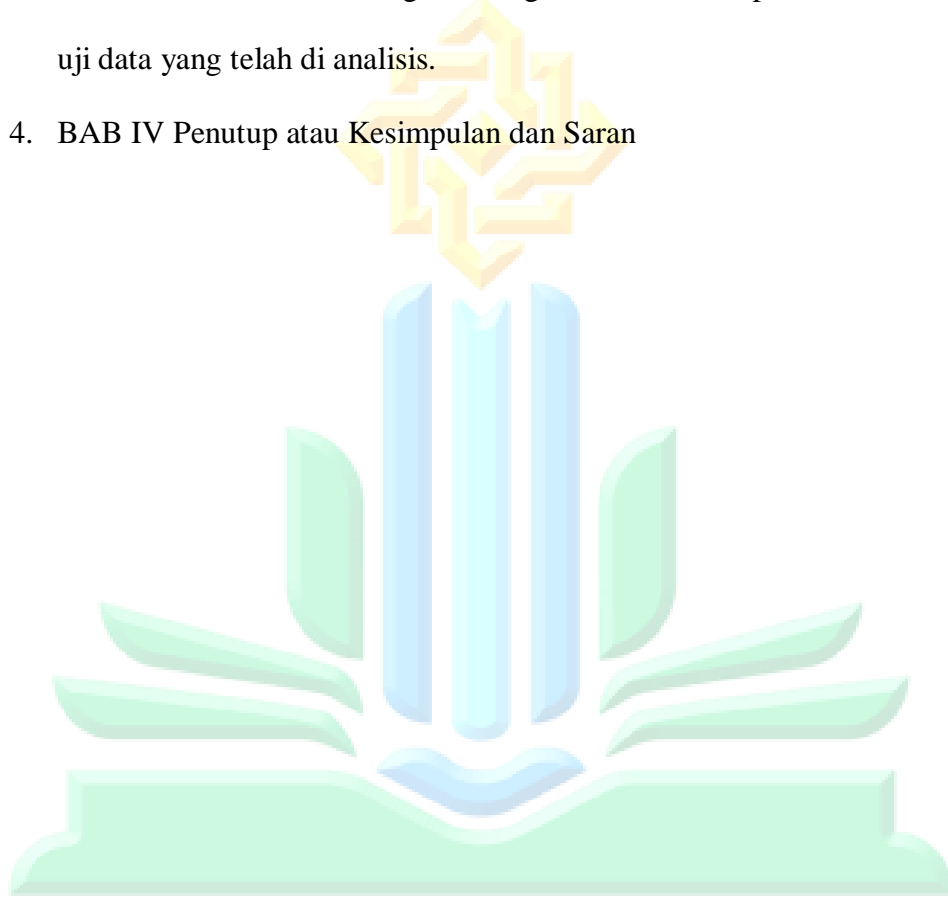 uji data yang telah di analisis.
4. BAB IV Penutup atau Kesimpulan dan Saran